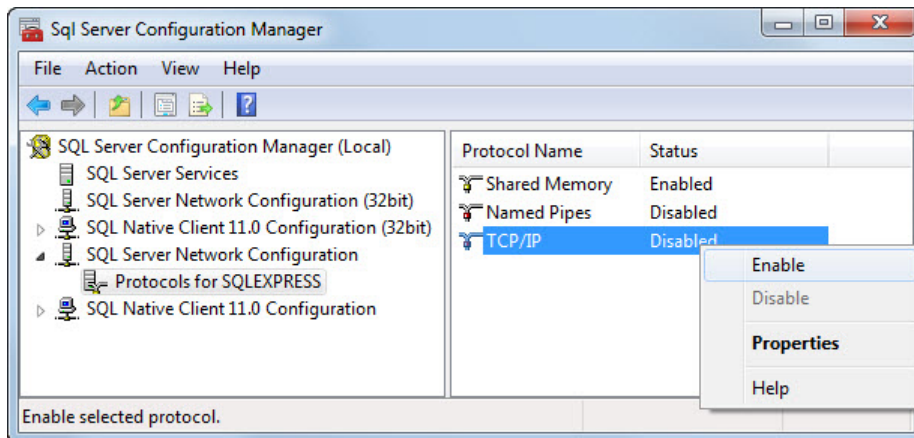 Sql Server Configuration Manager
File Action View Help
SQL Server Configuration Manager (Local)
SQL Server Services
SQL Server Network Configuration (32bit)
SQL Native Client 11.0 Configuration (32bit)
SQL Server Network Configuration
Protocols for SQLEXPRESS
SQL Native Client 11.0 Configuration
Protocol Name Status
Shared Memory Enabled
Named Pipes Disabled
TCP/IP Disabled
Enable
Disable
Properties
Help
Enable selected protocol.